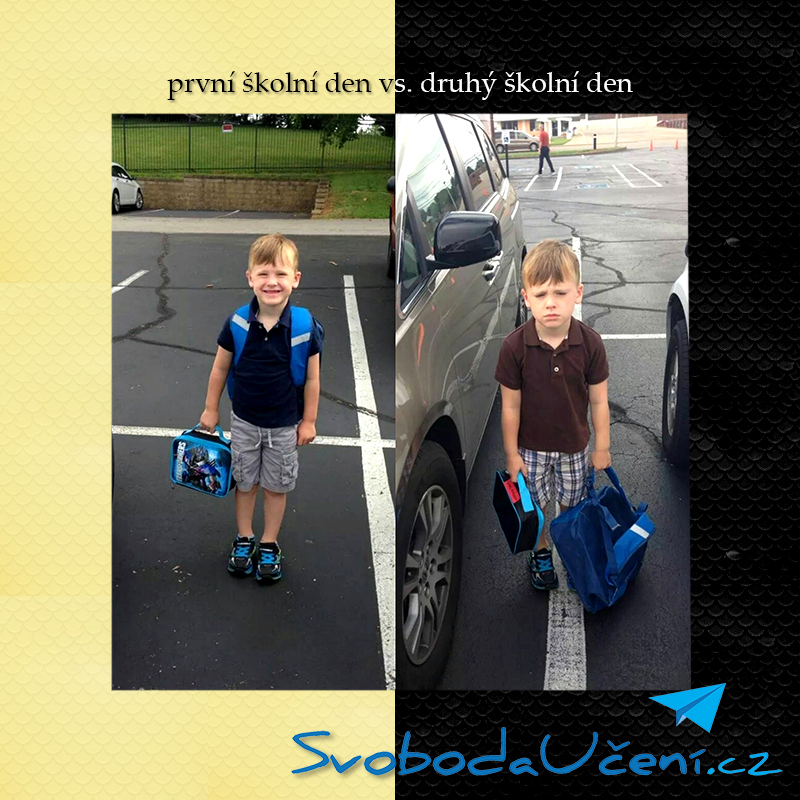 první školní den vs. druhý školní den
SvobodaUčení.cz